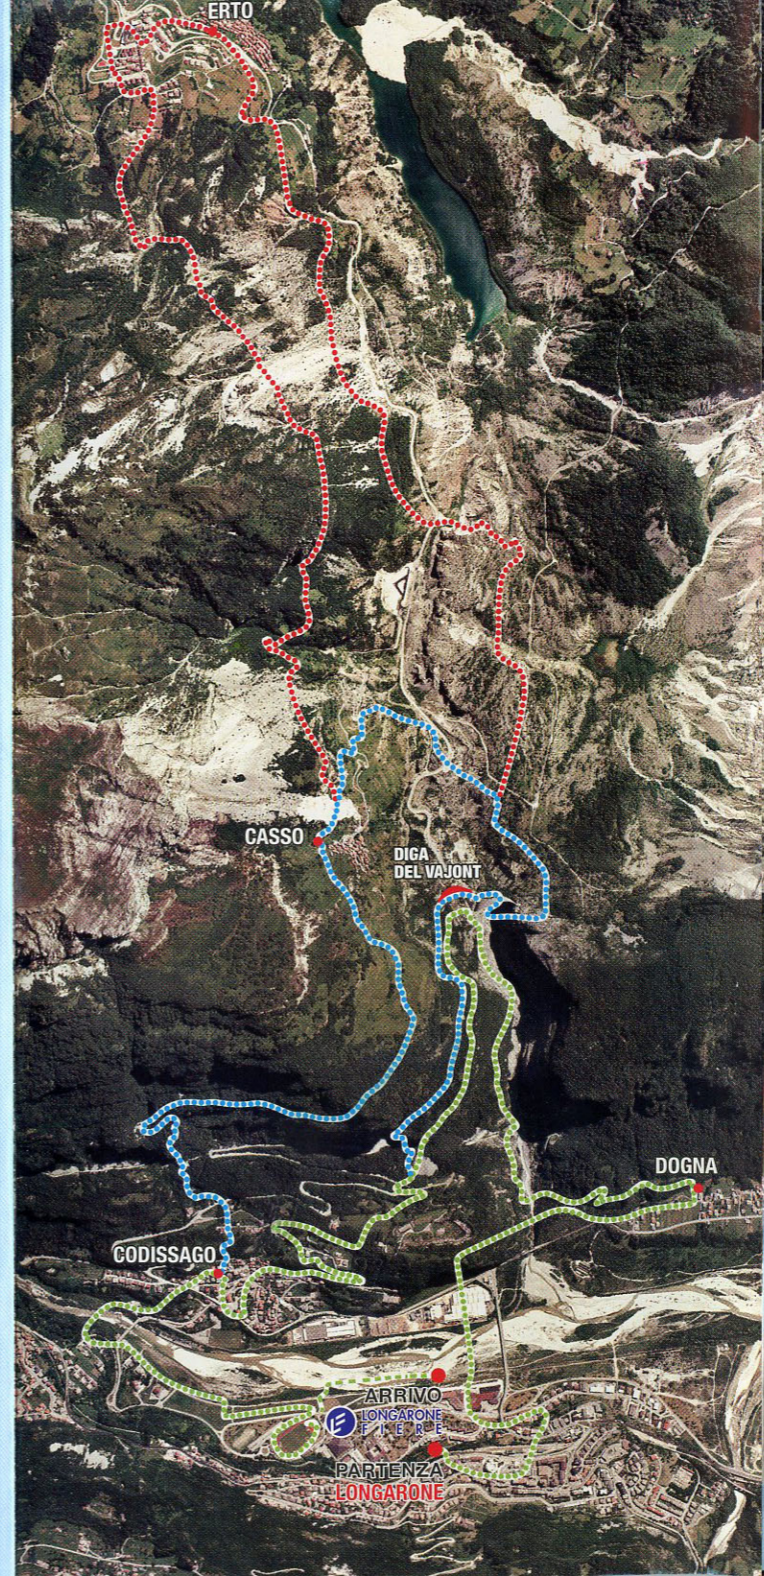 ERTO
CASSO
DIGA
DEL VAJONT
DOGNA
CODISSAGO
ARRIVO
LONGARONE
FIERE
PARTENZA
LONGARONE